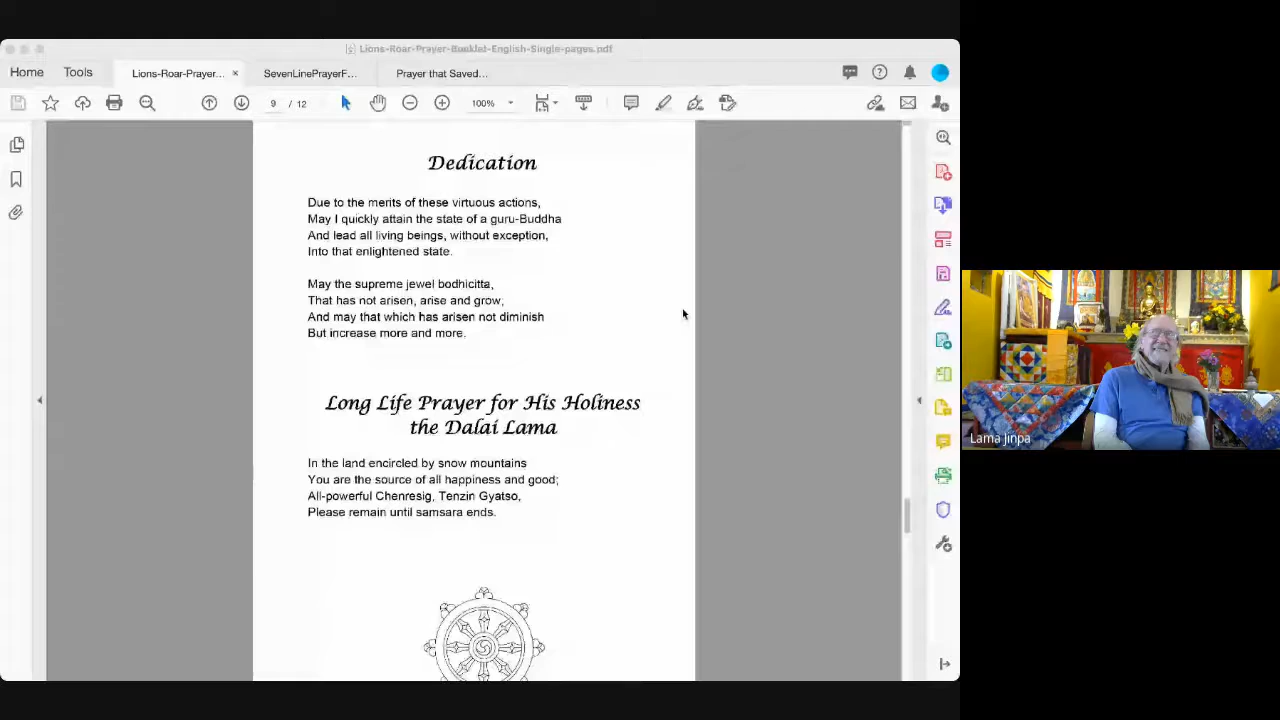 Lions-Roar-Prayer-Booklet-English-Single-pages.pdf
Home
Tools
Lions-Roar-Prayer...
×
SevenLinePrayerF...
Prayer that Saved...
9 / 12
100%
Dedication
Due to the merits of these virtuous actions,
May I quickly attain the state of a guru-Buddha
And lead all living beings, without exception,
Into that enlightened state.
May the supreme jewel bodhicitta,
That has not arisen, arise and grow,
And may that which has arisen not diminish
But increase more and more.
Long Life Prayer for His Holiness
the Dalai Lama
In the land encircled by snow mountains
You are the source of all happiness and good;
All-powerful Chenresig, Tenzin Gyatso,
Please remain until samsara ends.
Lama Jinpa